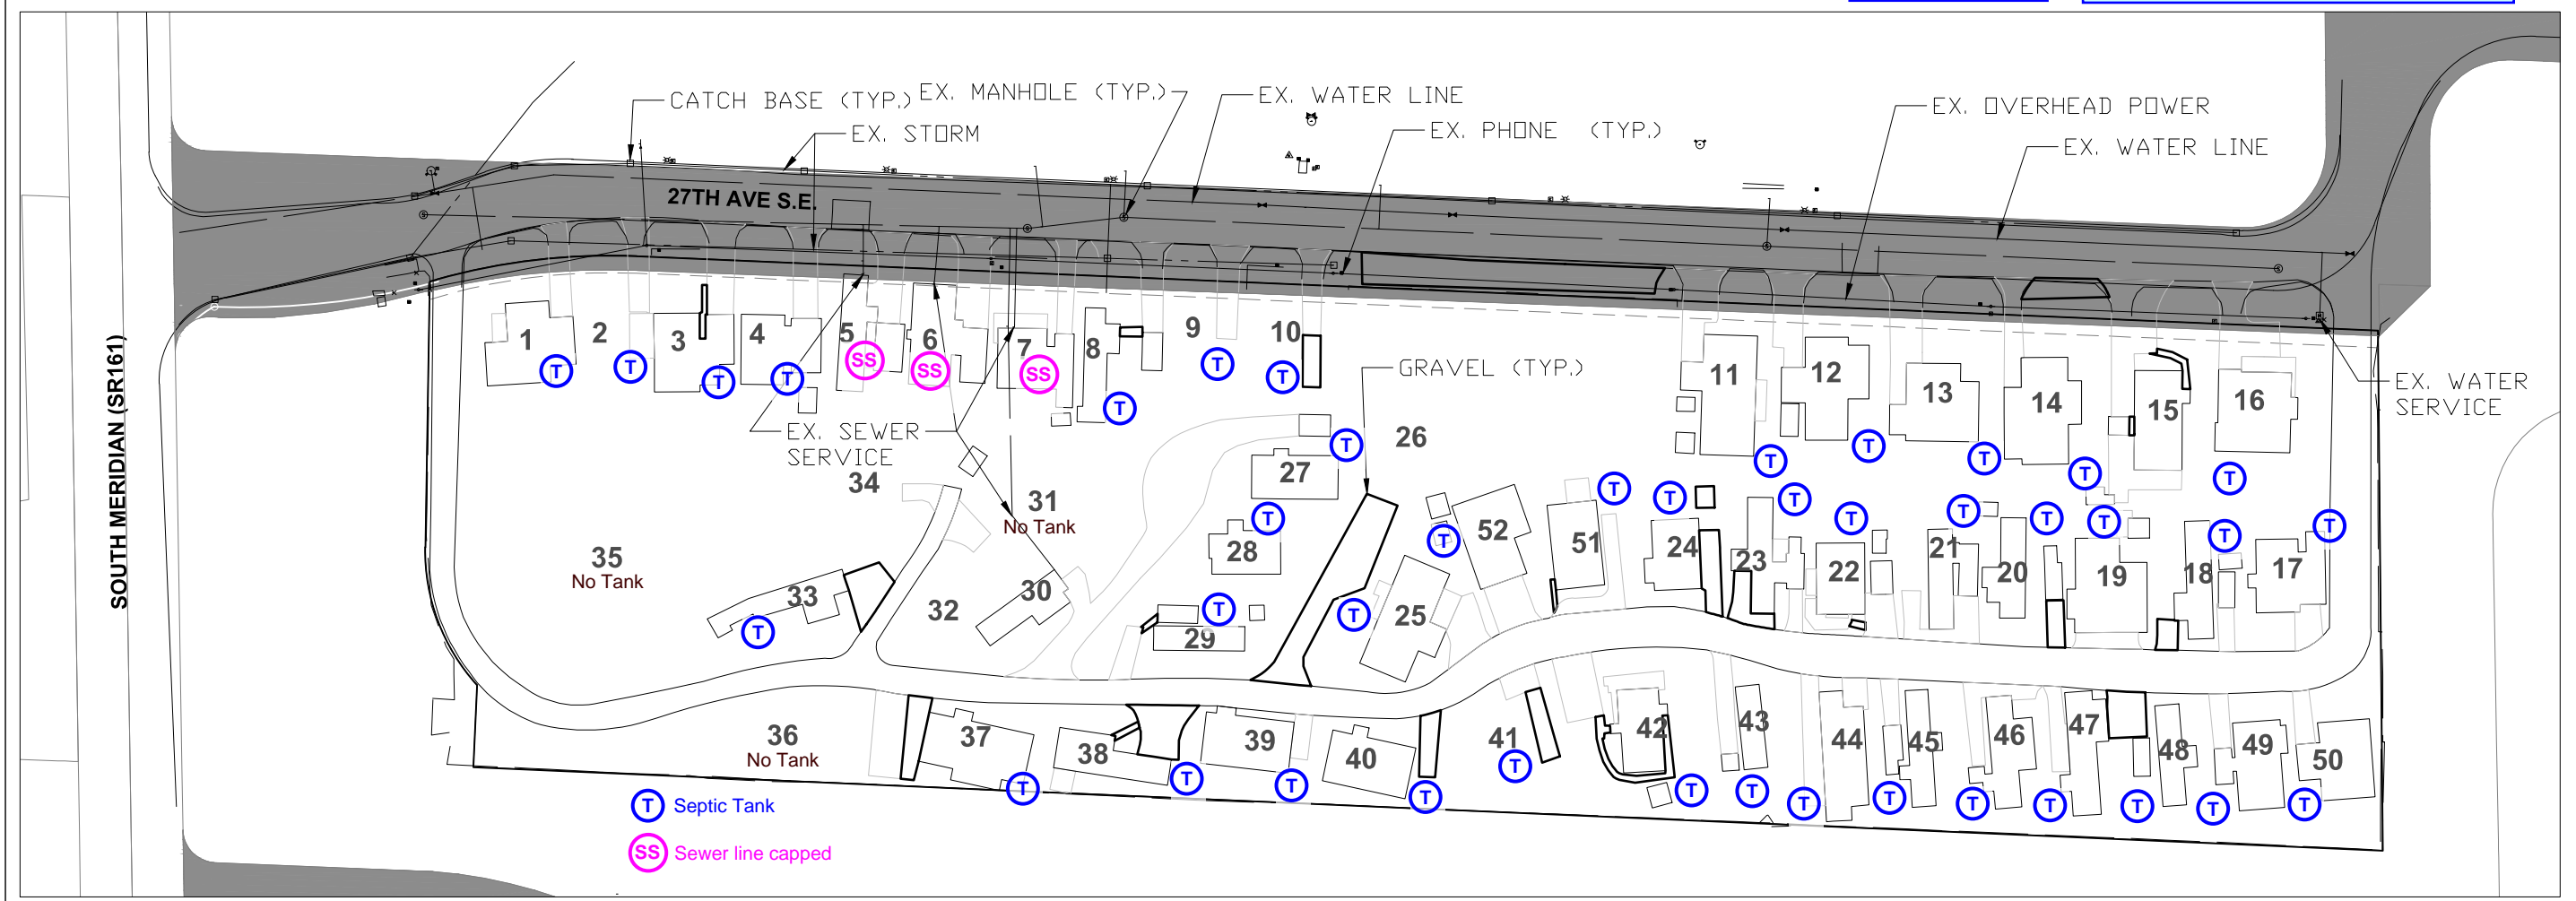 CATCH BASE (TYP.)
EX. MANHOLE (TYP.)
EX. WATER LINE
EX. STORM
EX. PHONE (TYP.)
EX. OVERHEAD POWER
EX. WATER LINE
27TH AVE S.E.
SOUTH MERIDIAN (SR161)
1
T
2
T
3
T
4
T
5
SS
6
SS
7
SS
8
T
9
T
10
T
11
T
12
T
13
T
14
T
15
16
T
EX. WATER
SERVICE
GRAVEL (TYP.)
EX. SEWER
SERVICE
34
31
No Tank
26
27
T
T
28
T
29
35
No Tank
33
T
32
30
T
25
T
52
T
51
T
24
T
23
T
22
T
21
T
20
T
19
T
18
T
17
36
No Tank
37
T
38
T
39
T
40
T
41
T
42
T
43
T
44
T
45
T
46
T
47
T
48
T
49
T
50
T Septic Tank
SS Sewer line capped